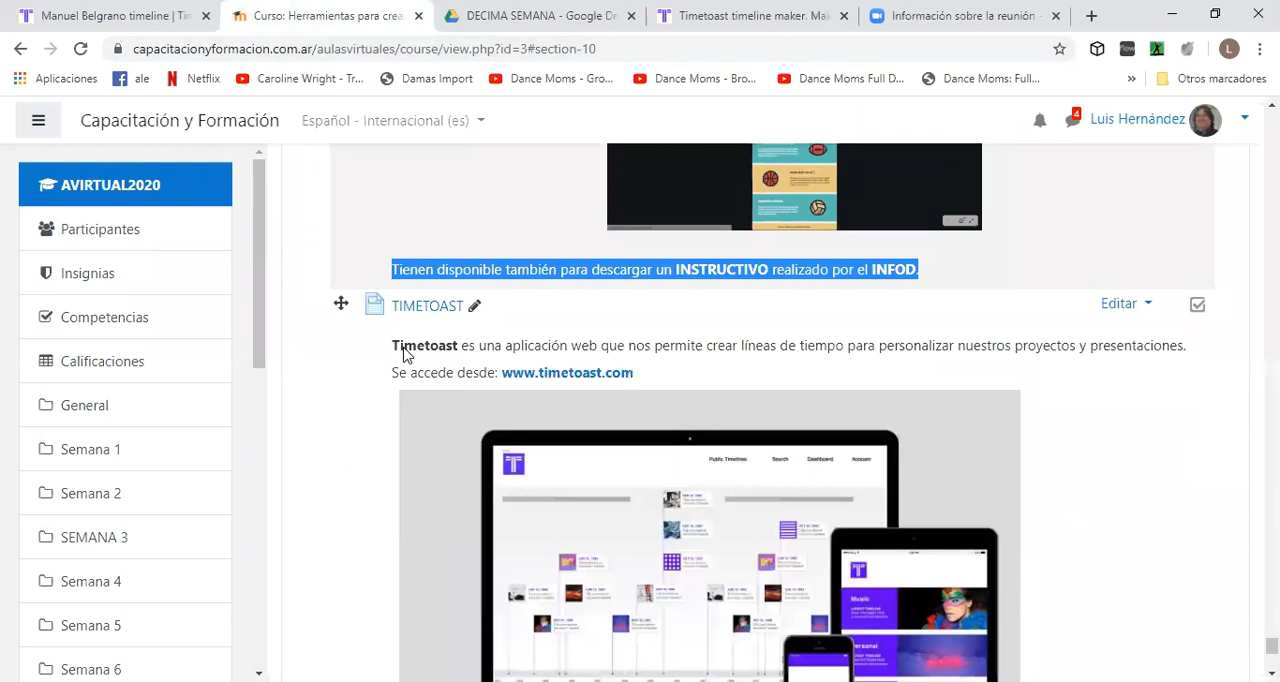 Manuel Belgrano timeline | Tim
Curso: Herramientas para crea
DECIMA SEMANA - Google Dr
Timetoast timeline maker. Mak
Información sobre la reunión -
capacitacionyformacion.com.ar/aulasvirtuales/course/view.php?id=3#section-10
L
Aplicaciones
ale
Netflix
Caroline Wright - Tr...
Damas Import
Dance Moms - Gro...
Dance Moms - Bro...
Dance Moms Full D...
Dance Moms: Full...
»
Otros marcadores
Capacitación y Formación
Español - Internacional (es)
4
Luis Hernández
AVIRTUAL2020
Participantes
Insignias
Competencias
Calificaciones
General
Semana 1
Semana 2
SEMANA 3
Semana 4
Semana 5
Tienen disponible también para descargar un INSTRUCTIVO realizado por el INFOD.
TIMETOAST
Editar
Timetoast es una aplicación web que nos permite crear líneas de tiempo para personalizar nuestros proyectos y presentaciones.
Se accede desde: www.timetoast.com
T
Public Timelines
Search
Dashboard
Account
T
Music
Personal